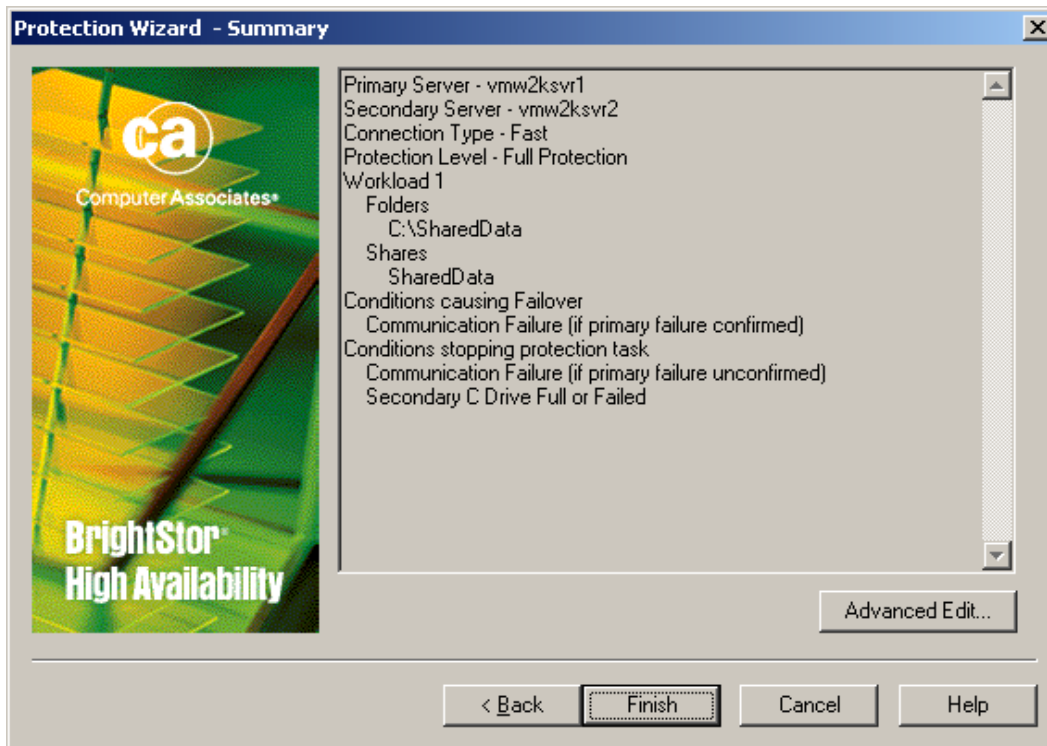 Protection Wizard - Summary
ca
Computer Associates®
BrightStor®
High Availability
Primary Server - vmw2ksvr1
Secondary Server - vmw2ksvr2
Connection Type - Fast
Protection Level - Full Protection
Workload 1
Folders
C:\SharedData
Shares
SharedData
Conditions causing Failover
Communication Failure (if primary failure confirmed)
Conditions stopping protection task
Communication Failure (if primary failure unconfirmed)
Secondary C Drive Full or Failed
Advanced Edit...
< Back
Finish
Cancel
Help